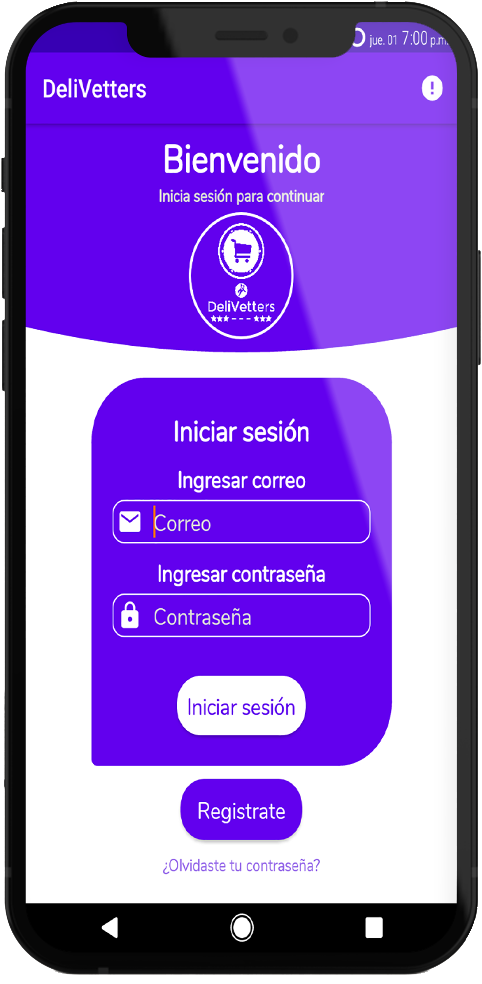 jue. 01 7:00 p.m.
DeliVetters
Bienvenido
Inicia sesión para continuar
DeliVetters
Iniciar sesión
Ingresar correo
Correo
Ingresar contraseña
Contraseña
Iniciar sesión
Registrate
¿Olvidaste tu contraseña?